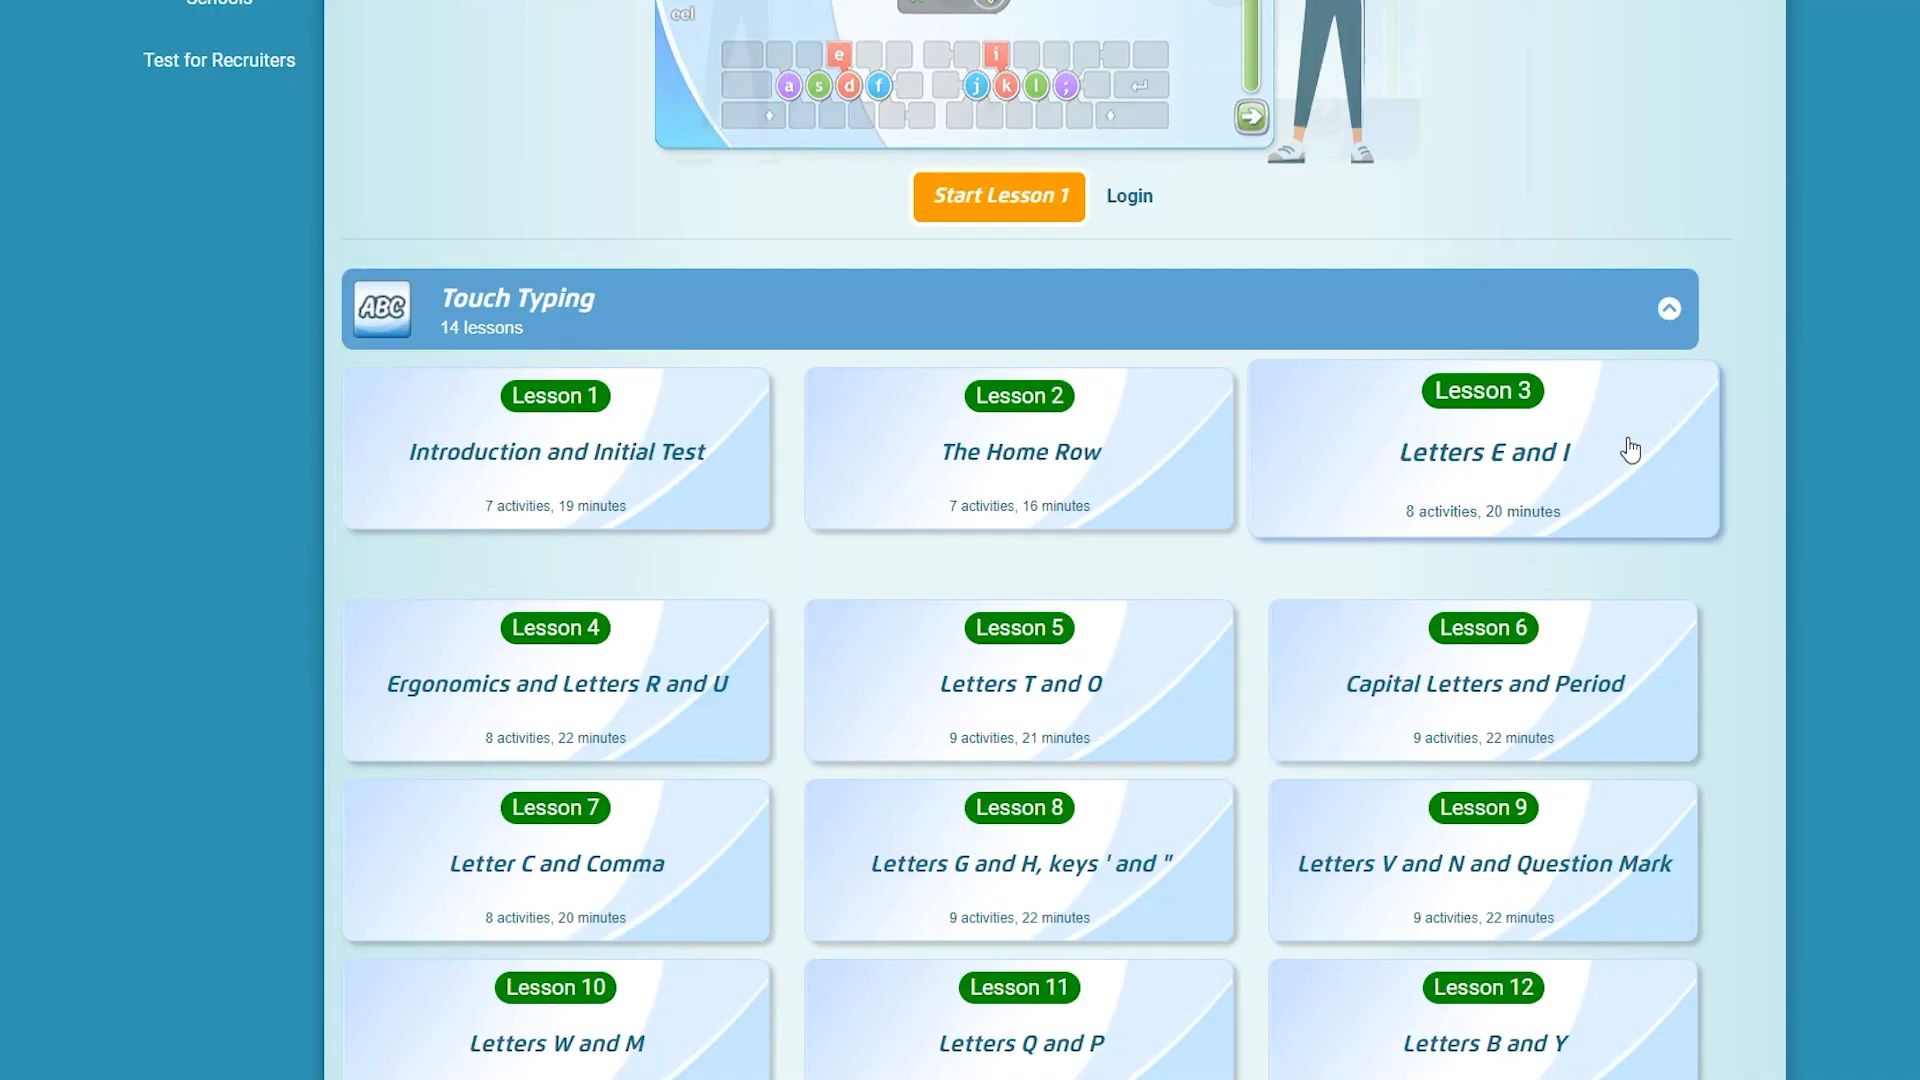 Schools
Test for Recruiters
eel
e i
a s d f j k l ;
Start Lesson 1
Login
ABC
Touch Typing
14 lessons
Lesson 1
Introduction and Initial Test
7 activities, 19 minutes
Lesson 2
The Home Row
7 activities, 16 minutes
Lesson 3
Letters E and I
8 activities, 20 minutes
Lesson 4
Ergonomics and Letters R and U
8 activities, 22 minutes
Lesson 5
Letters T and O
9 activities, 21 minutes
Lesson 6
Capital Letters and Period
9 activities, 22 minutes
Lesson 7
Letter C and Comma
8 activities, 20 minutes
Lesson 8
Letters G and H, keys ' and "
9 activities, 22 minutes
Lesson 9
Letters V and N and Question Mark
9 activities, 22 minutes
Lesson 10
Letters W and M
Lesson 11
Letters Q and P
Lesson 12
Letters B and Y